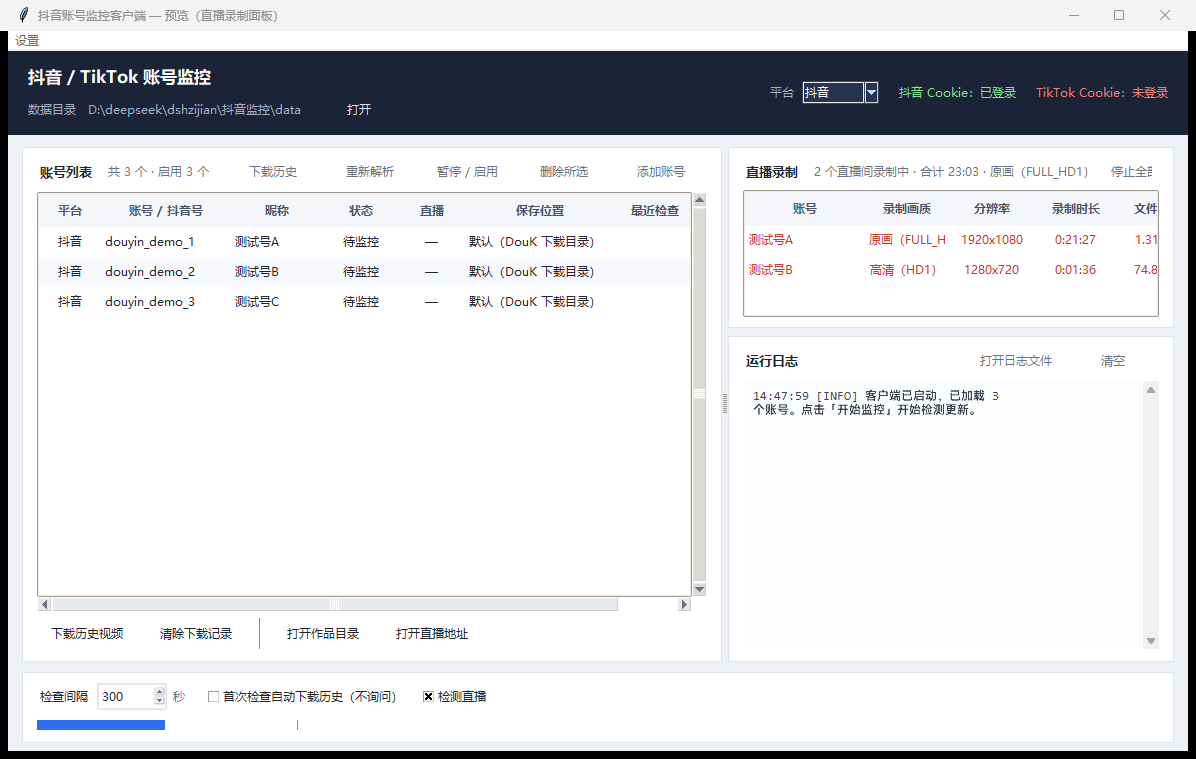 抖音账号监控客户端 — 预览（直播录制面板）
设置
抖音 / TikTok 账号监控
数据目录 D:\deepseek\dshzijian\抖音监控\data 打开
平台 抖音 抖音 Cookie：已登录 TikTok Cookie：未登录
账号列表 共 3 个 · 启用 3 个 下载历史 重新解析 暂停 / 启用 删除所选 添加账号
平台 账号 / 抖音号 昵称 状态 直播 保存位置 最近检查
抖音 douyin_demo_1 测试号A 待监控 — 默认（DouK 下载目录）
抖音 douyin_demo_2 测试号B 待监控 — 默认（DouK 下载目录）
抖音 douyin_demo_3 测试号C 待监控 — 默认（DouK 下载目录）
下载历史视频 清除下载记录 打开作品目录 打开直播地址
直播录制 2 个直播间录制中 · 合计 23:03 · 原画（FULL_HD1） 停止全
账号 录制画质 分辨率 录制时长 文件
测试号A 原画（FULL_H 1920x1080 0:21:27 1.31
测试号B 高清（HD1） 1280x720 0:01:36 74.8
运行日志 打开日志文件 清空
14:47:59 [INFO] 客户端已启动，已加载 3
个账号。点击「开始监控」开始检测更新。
检查间隔 300 秒 首次检查自动下载历史（不询问） 检测直播